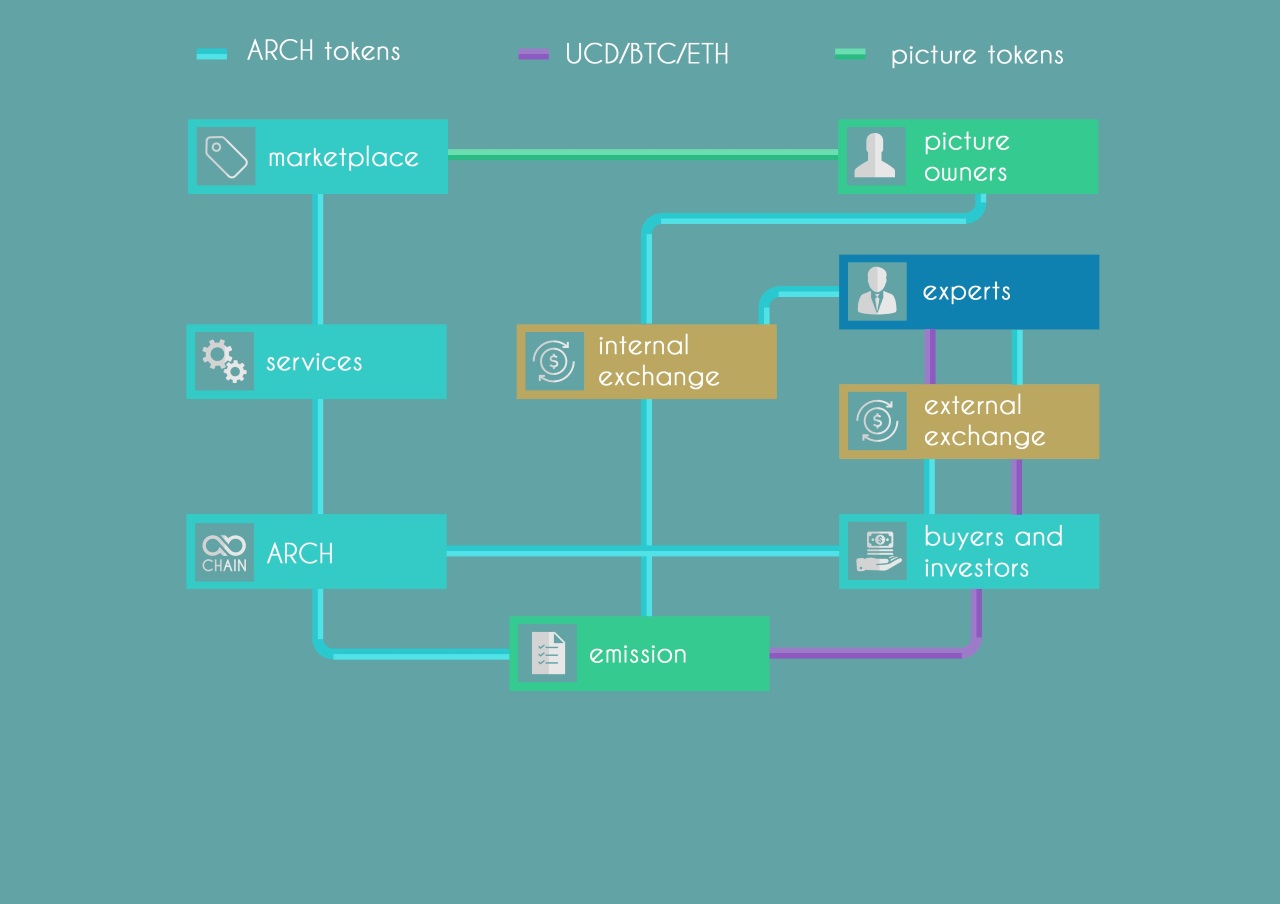 ARCH tokens
UCD/BTC/ETH
picture tokens
marketplace
picture
owners
experts
services
internal
exchange
external
exchange
CHAIN
ARCH
buyers and
investors
emission